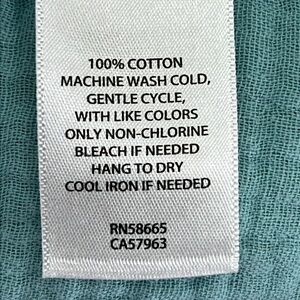 100% COTTON
MACHINE WASH COLD,
GENTLE CYCLE,
WITH LIKE COLORS
ONLY NON-CHLORINE
BLEACH IF NEEDED
HANG TO DRY
COOL IRON IF NEEDED
RN58665
CA57963